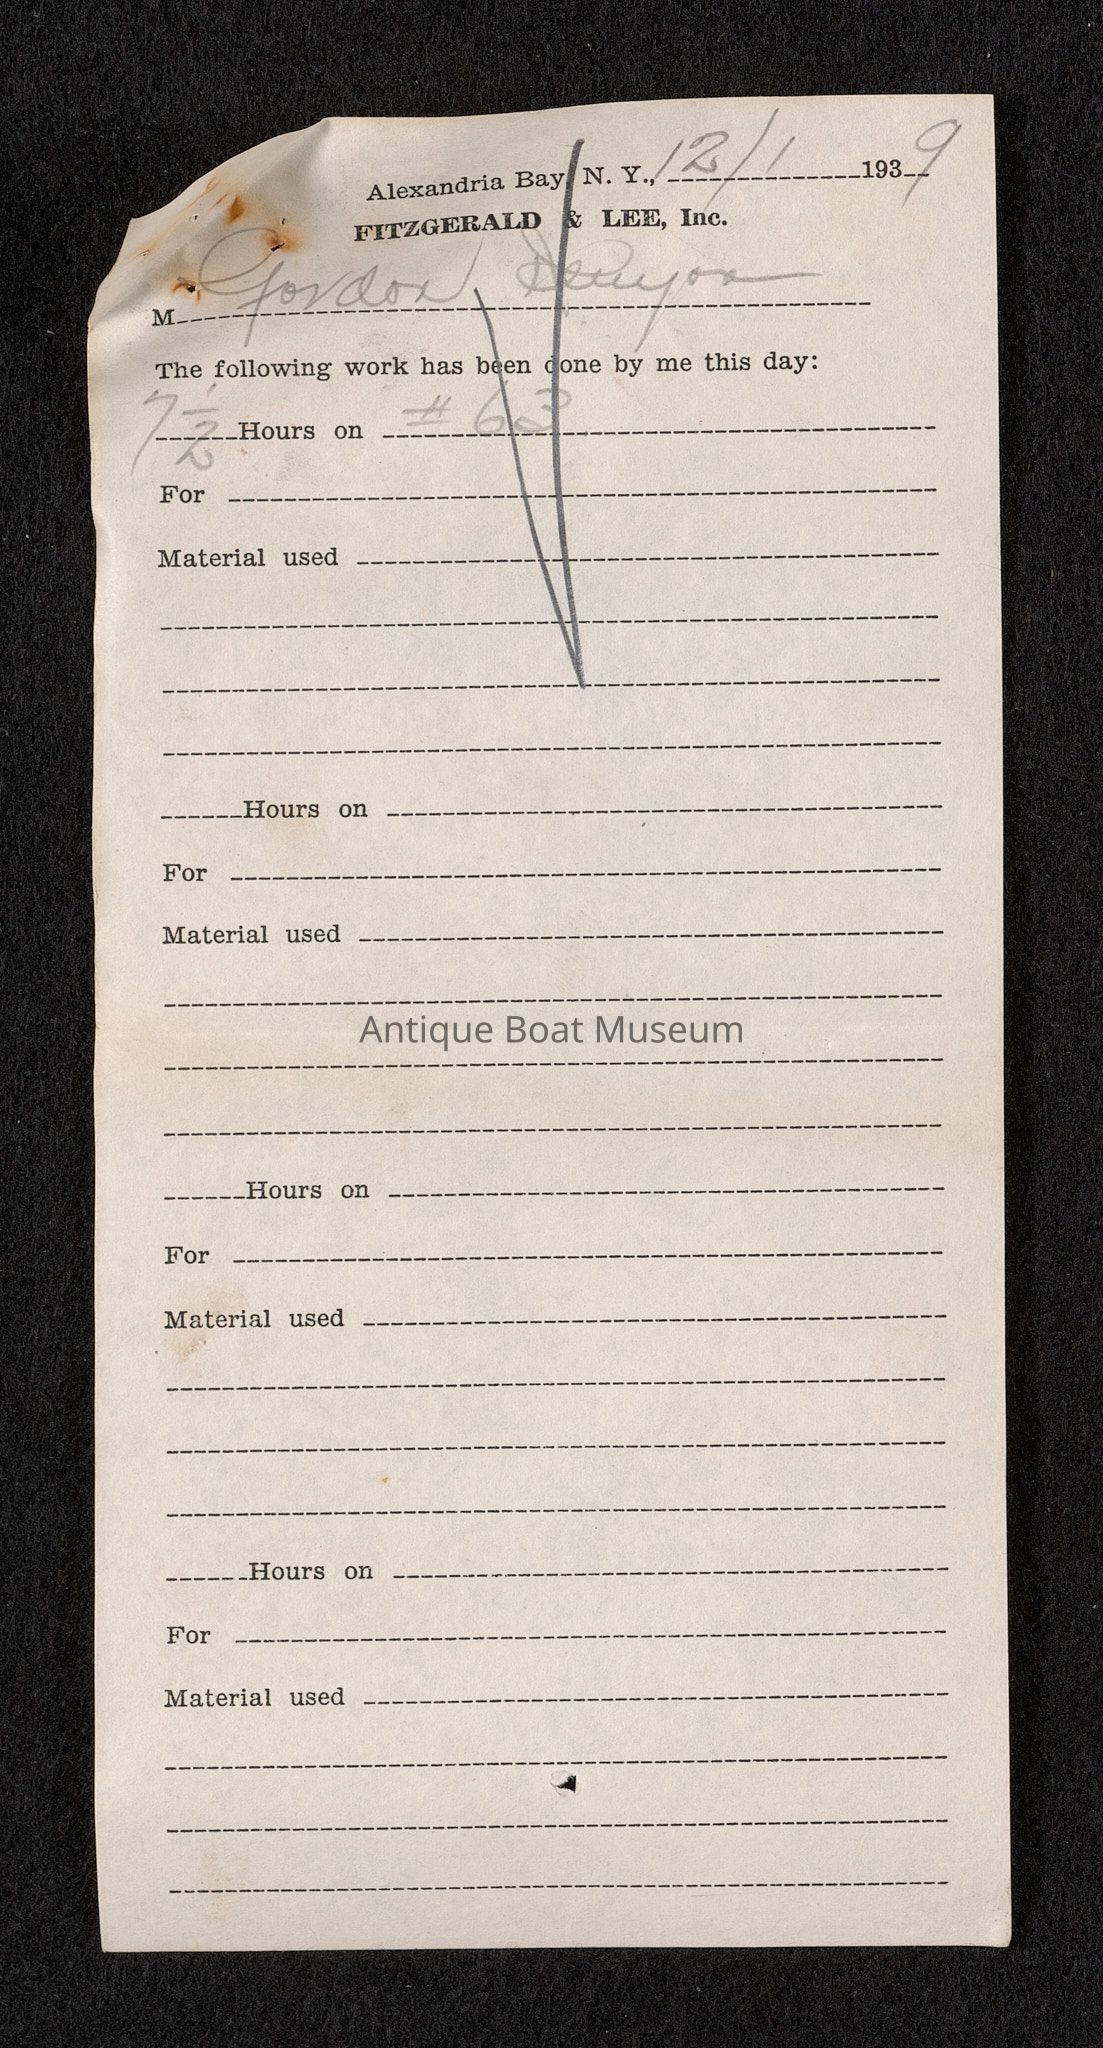 Alexandria Bay, N. Y., 12/1 1939
FITZGERALD & LEE, Inc.
M Gordon
The following work has been done by me this day:
7 1/2 Hours on # 63
For
Material used
Hours on
For
Material used
Antique Boat Museum
Hours on
For
Material used
Hours on
For
Material used